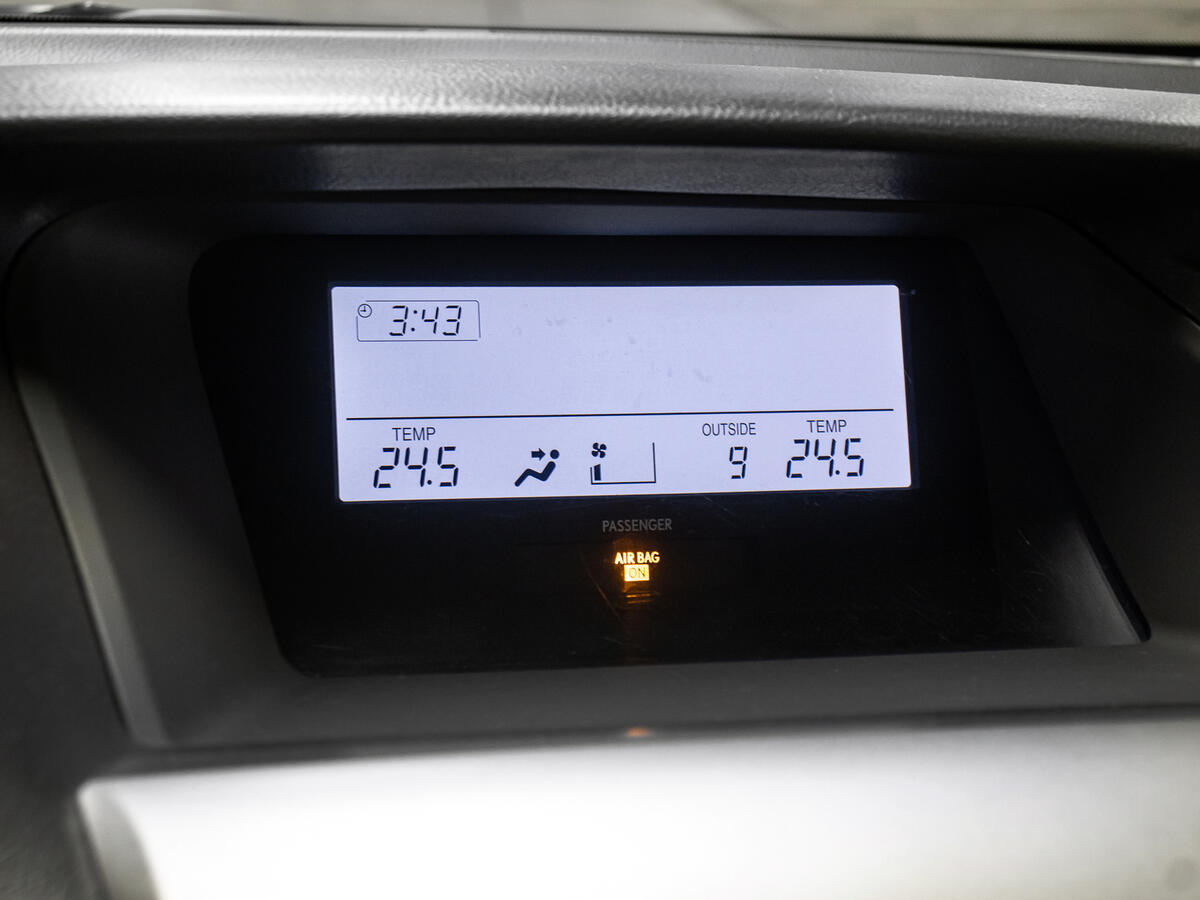 3:43
TEMP OUTSIDE TEMP
24.5 9 24.5
PASSENGER
AIR BAG
ON